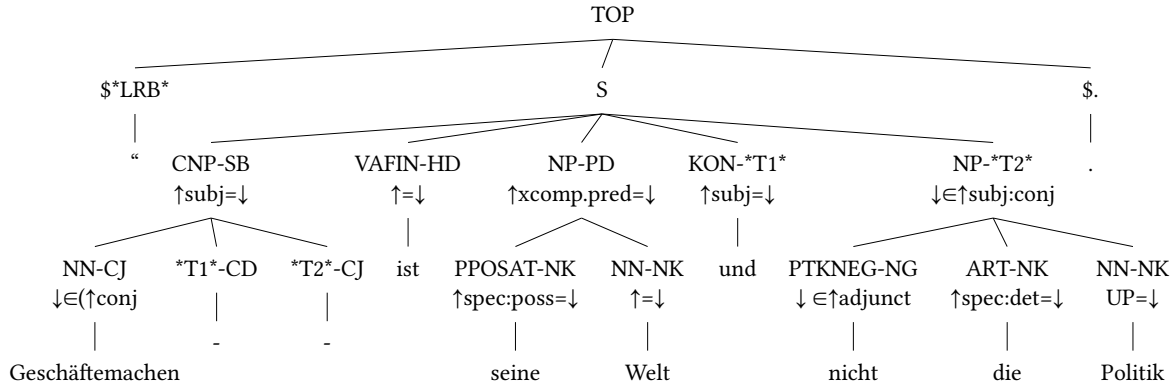 TOP
$*LRB* S $.
“ CNP-SB VAFIN-HD NP-PD KON-*T1* NP-*T2* .
↑subj=↓ ↑=↓ ↑xcomp.pred=↓ ↑subj=↓ ↓∈↑subj:conj
NN-CJ *T1*-CD *T2*-CJ ist PPOSAT-NK NN-NK und PTKNEG-NG ART-NK NN-NK
↓∈(↑conj ↑spec:poss=↓ ↑=↓ ↓ ∈↑adjunct ↑spec:det=↓ UP=↓
- -
Geschäftemachen seine Welt nicht die Politik